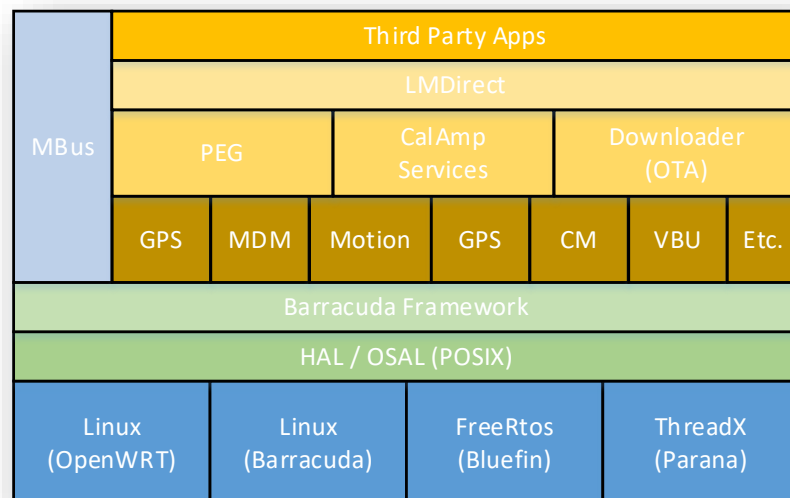 Third Party Apps
LMDirect
MBus
PEG
CalAmp
Services
Downloader
(OTA)
GPS
MDM
Motion
GPS
CM
VBU
Etc.
Barracuda Framework
HAL / OSAL (POSIX)
Linux
(OpenWRT)
Linux
(Barracuda)
FreeRtos
(Bluefin)
ThreadX
(Parana)